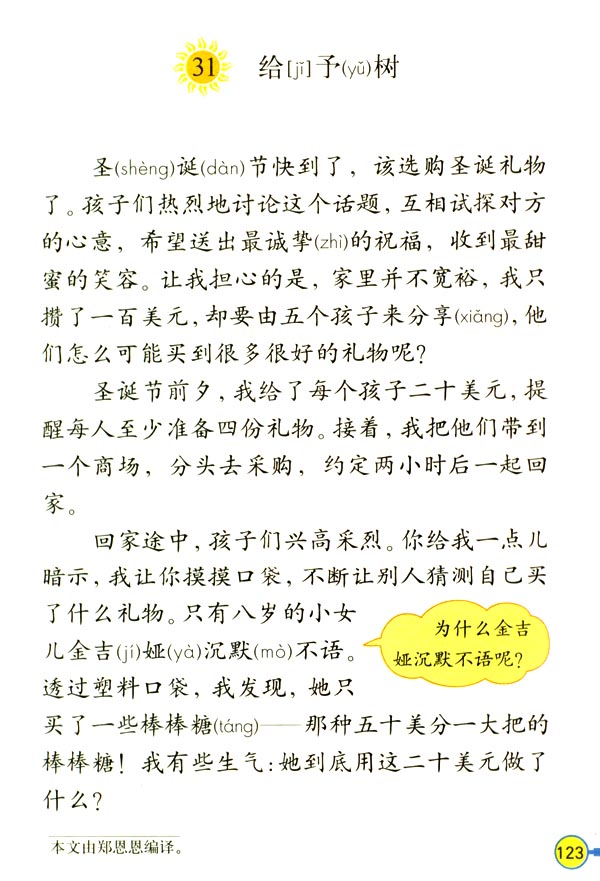 31 给[jǐ]予(yǔ)树
圣(shèng)诞(dàn)节快到了，该选购圣诞礼物
了。孩子们热烈地讨论这个话题，互相试探对方
的心意，希望送出最诚挚(zhì)的祝福，收到最甜
蜜的笑容。让我担心的是，家里并不宽裕，我只
攒了一百美元，却要由五个孩子来分享(xiǎng)，他
们怎么可能买到很多很好的礼物呢？
圣诞节前夕，我给了每个孩子二十美元，提
醒每人至少准备四份礼物。接着，我把他们带到
一个商场，分头去采购，约定两小时后一起回
家。
回家途中，孩子们兴高采烈。你给我一点儿
暗示，我让你摸摸口袋，不断让别人猜测自己买
了什么礼物。只有八岁的小女
儿金吉(jí)娅(yà)沉默(mò)不语。
透过塑料口袋，我发现，她只
买了一些棒棒糖(táng)——那种五十美分一大把的
棒棒糖！我有些生气：她到底用这二十美元做了
什么？
为什么金吉
娅沉默不语呢？
本文由郑恩恩编译。
123